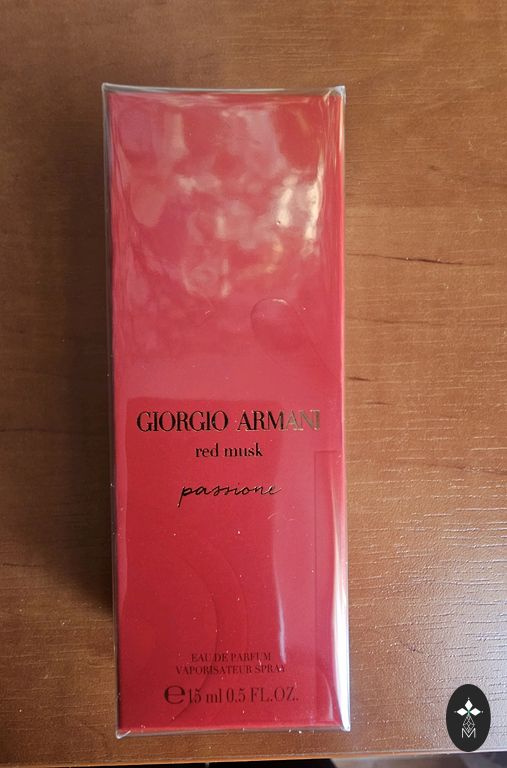 GIORGIO ARMANI
red musk
passione
EAU DE PARFUM
VAPORISATEUR SPRAY
℮15 ml 0.5 FL.OZ.